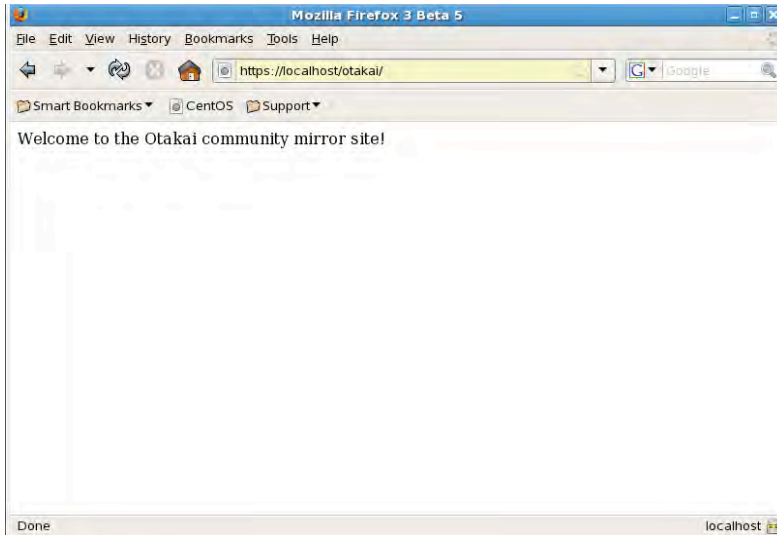 Mozilla Firefox 3 Beta 5
File Edit View History Bookmarks Tools Help
https://localhost/otakai/ G Google
Smart Bookmarks CentOS Support
Welcome to the Otakai community mirror site!
Done localhost